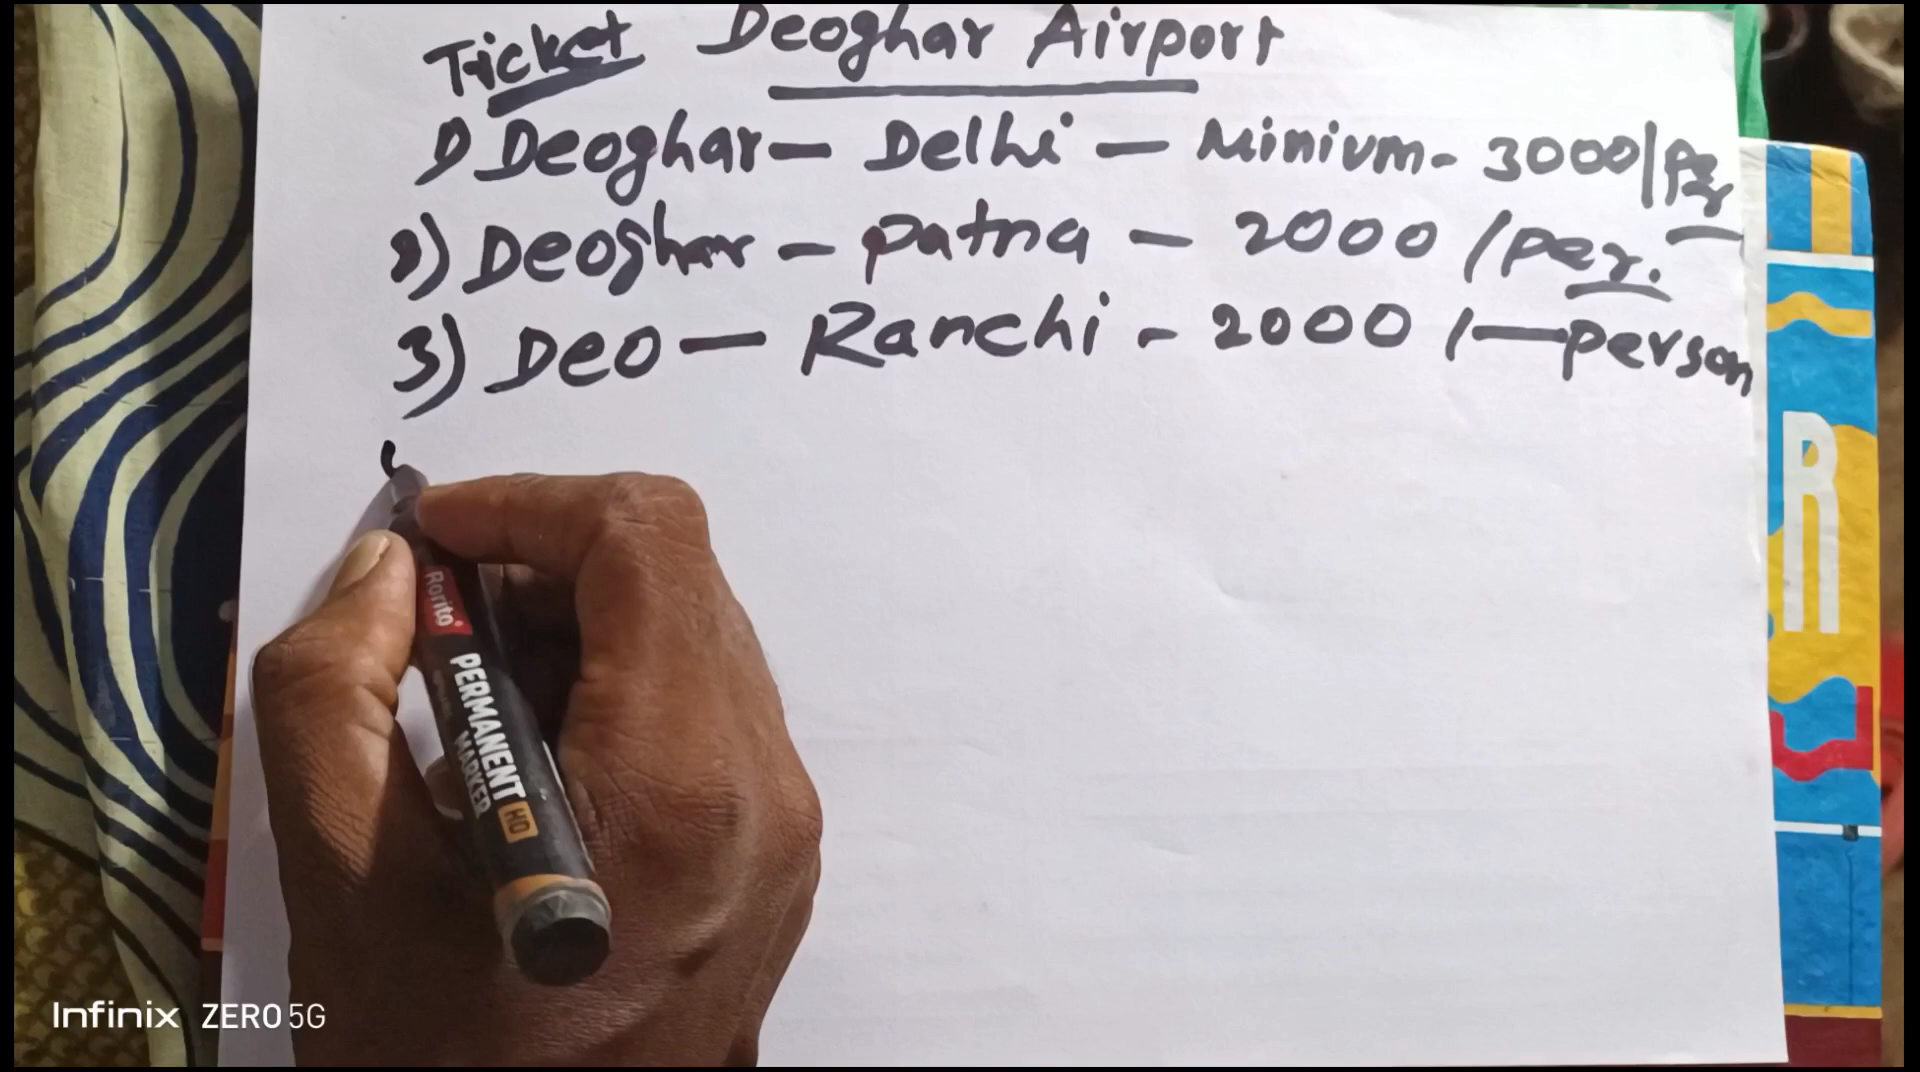 Ticket Deoghar Airport
1) Deoghar - Delhi - Minium - 3000/per
2) Deoghar - patna - 2000 /per.
3) Deo - Ranchi - 2000 /- person
Rorito
PERMANENT HD
MARKER
R
Infinix ZERO 5G